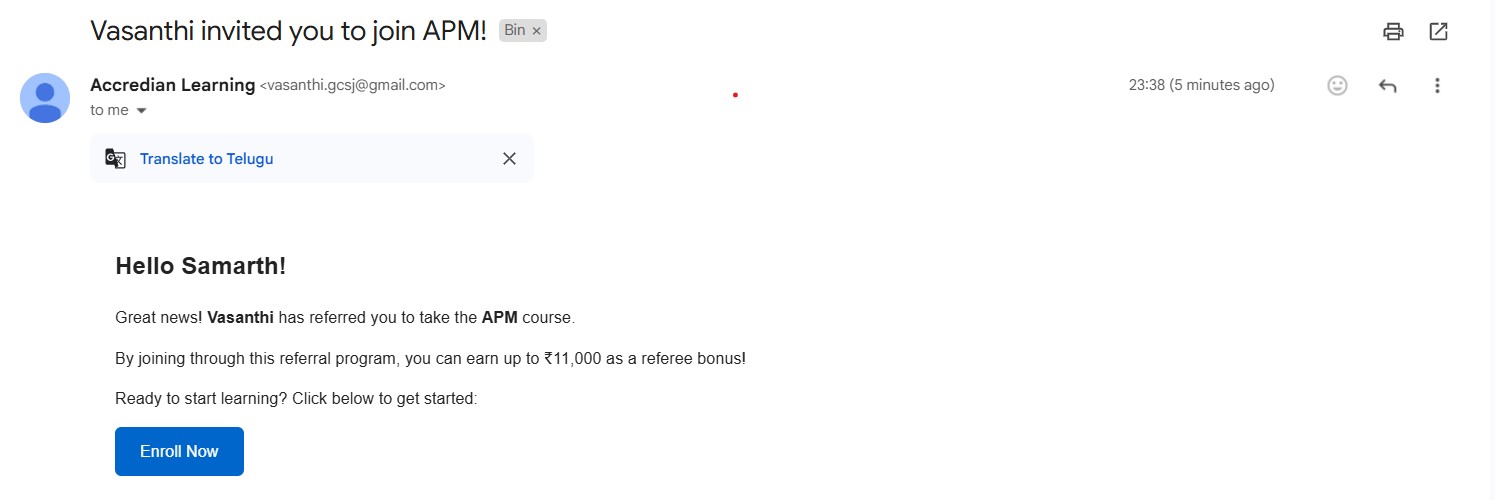 Vasanthi invited you to join APM! Bin ×
Accredian Learning <vasanthi.gcsj@gmail.com> 23:38 (5 minutes ago)
to me
Translate to Telugu
Hello Samarth!
Great news! Vasanthi has referred you to take the APM course.
By joining through this referral program, you can earn up to ₹11,000 as a referee bonus!
Ready to start learning? Click below to get started:
Enroll Now